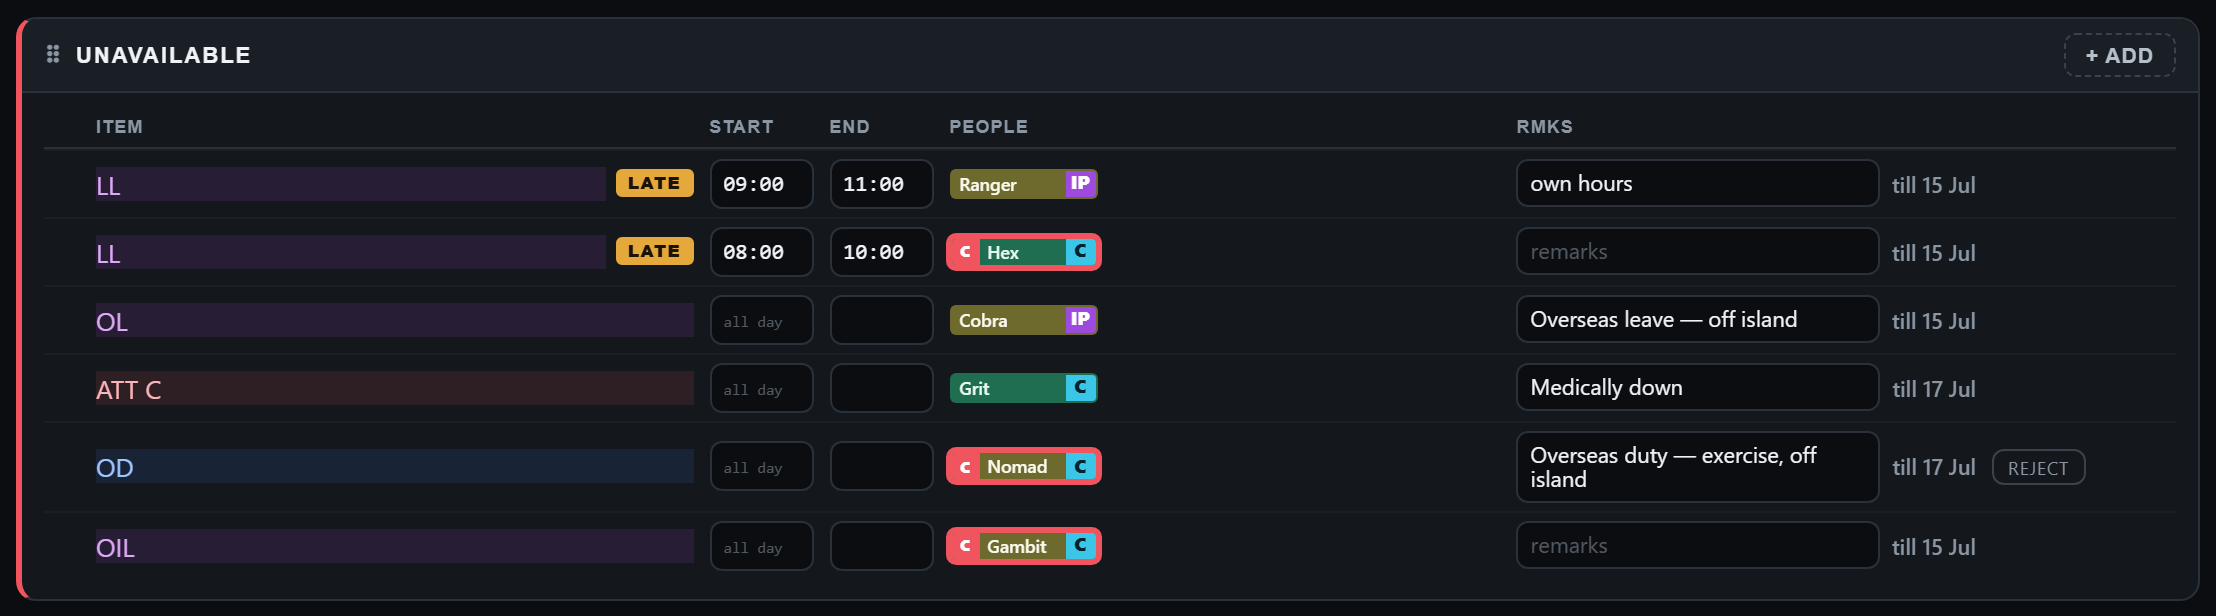 UNAVAILABLE
+ ADD
ITEM START END PEOPLE RMKS
LL LATE 09:00 11:00 Ranger IP own hours till 15 Jul
LL LATE 08:00 10:00 C Hex C remarks till 15 Jul
OL all day Cobra IP Overseas leave — off island till 15 Jul
ATT C all day Grit C Medically down till 17 Jul
OD all day C Nomad C Overseas duty — exercise, off
island till 17 Jul REJECT
OIL all day C Gambit C remarks till 15 Jul